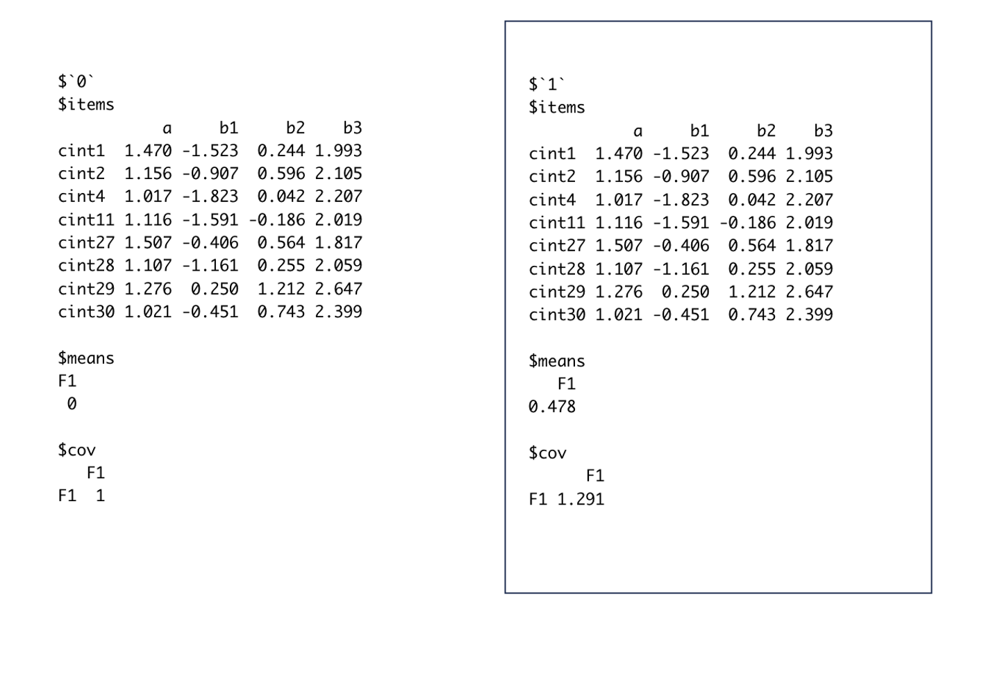 $`0`
$items
            a     b1     b2    b3
cint1  1.470 -1.523  0.244 1.993
cint2  1.156 -0.907  0.596 2.105
cint4  1.017 -1.823  0.042 2.207
cint11 1.116 -1.591 -0.186 2.019
cint27 1.507 -0.406  0.564 1.817
cint28 1.107 -1.161  0.255 2.059
cint29 1.276  0.250  1.212 2.647
cint30 1.021 -0.451  0.743 2.399
$means
F1
 0
$cov
   F1
F1  1
$`1`
$items
            a     b1     b2    b3
cint1  1.470 -1.523  0.244 1.993
cint2  1.156 -0.907  0.596 2.105
cint4  1.017 -1.823  0.042 2.207
cint11 1.116 -1.591 -0.186 2.019
cint27 1.507 -0.406  0.564 1.817
cint28 1.107 -1.161  0.255 2.059
cint29 1.276  0.250  1.212 2.647
cint30 1.021 -0.451  0.743 2.399
$means
   F1
0.478
$cov
      F1
F1 1.291